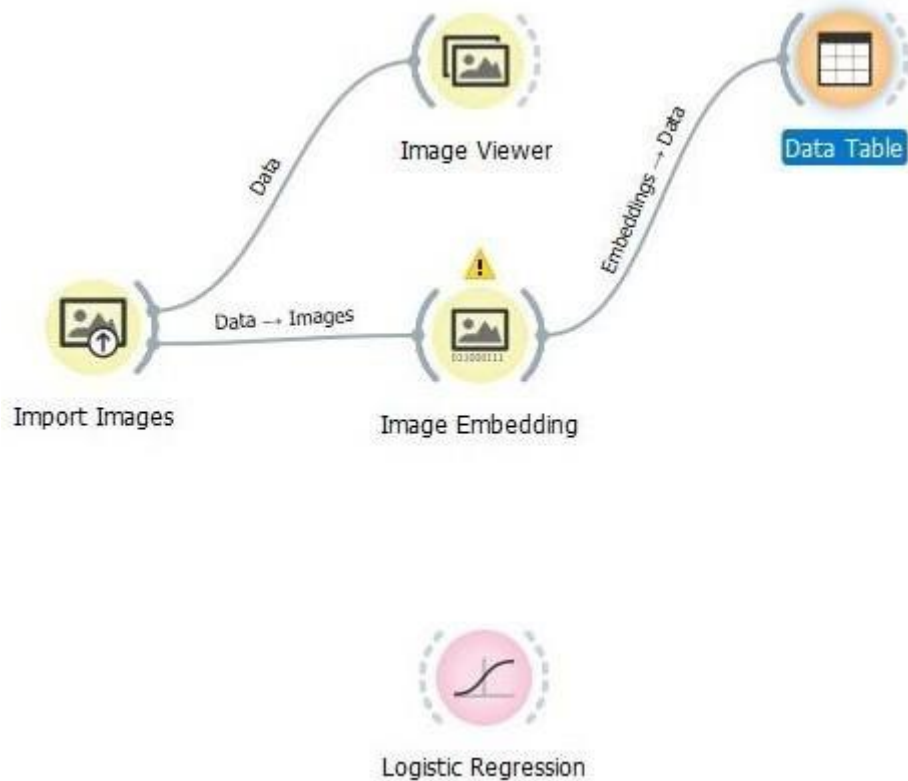 Image Viewer
Data Table
Data
Embeddings → Data
Data → Images
Import Images
Image Embedding
Logistic Regression